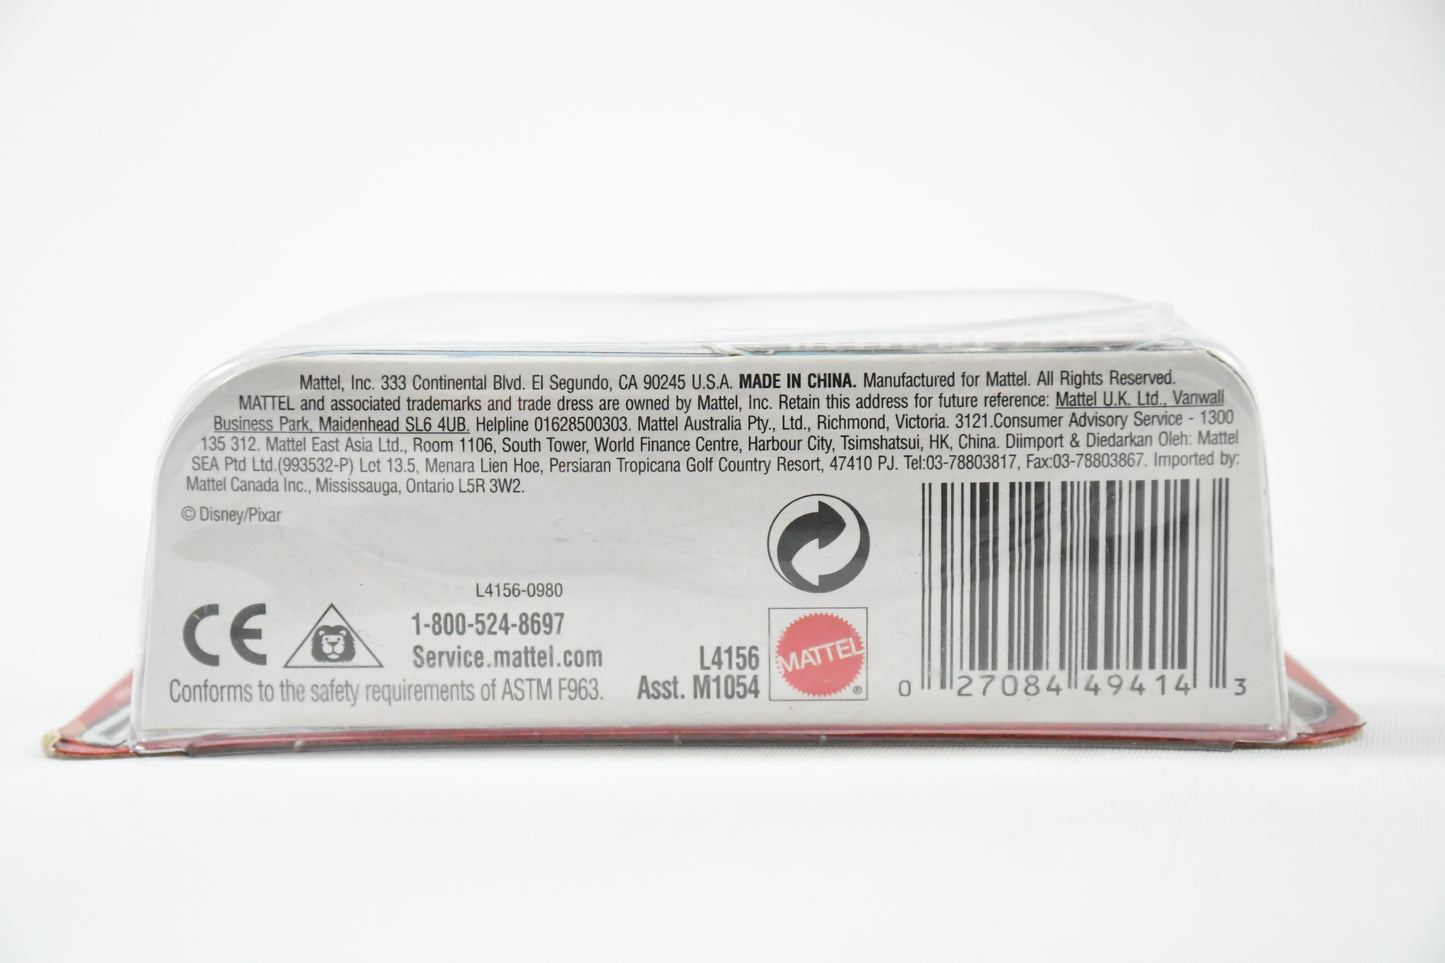 Mattel, Inc. 333 Continental Blvd. El Segundo, CA 90245 U.S.A. MADE IN CHINA. Manufactured for Mattel. All Rights Reserved.
MATTEL and associated trademarks and trade dress are owned by Mattel, Inc. Retain this address for future reference: Mattel U.K. Ltd., Vanwall
Business Park, Maidenhead SL6 4UB. Helpline 01628500303. Mattel Australia Pty., Ltd., Richmond, Victoria. 3121.Consumer Advisory Service - 1300
135 312. Mattel East Asia Ltd., Room 1106, South Tower, World Finance Centre, Harbour City, Tsimshatsui, HK, China. Diimport & Diedarkan Oleh: Mattel
SEA Ptd Ltd.(993532-P) Lot 13.5, Menara Lien Hoe, Persiaran Tropicana Golf Country Resort, 47410 PJ. Tel:03-78803817, Fax:03-78803867. Imported by:
Mattel Canada Inc., Mississauga, Ontario L5R 3W2.
© Disney/Pixar
L4156-0980
CE
1-800-524-8697
Service.mattel.com
Conforms to the safety requirements of ASTM F963.
L4156
Asst. M1054
MATTEL ®
0 27084 49414 3